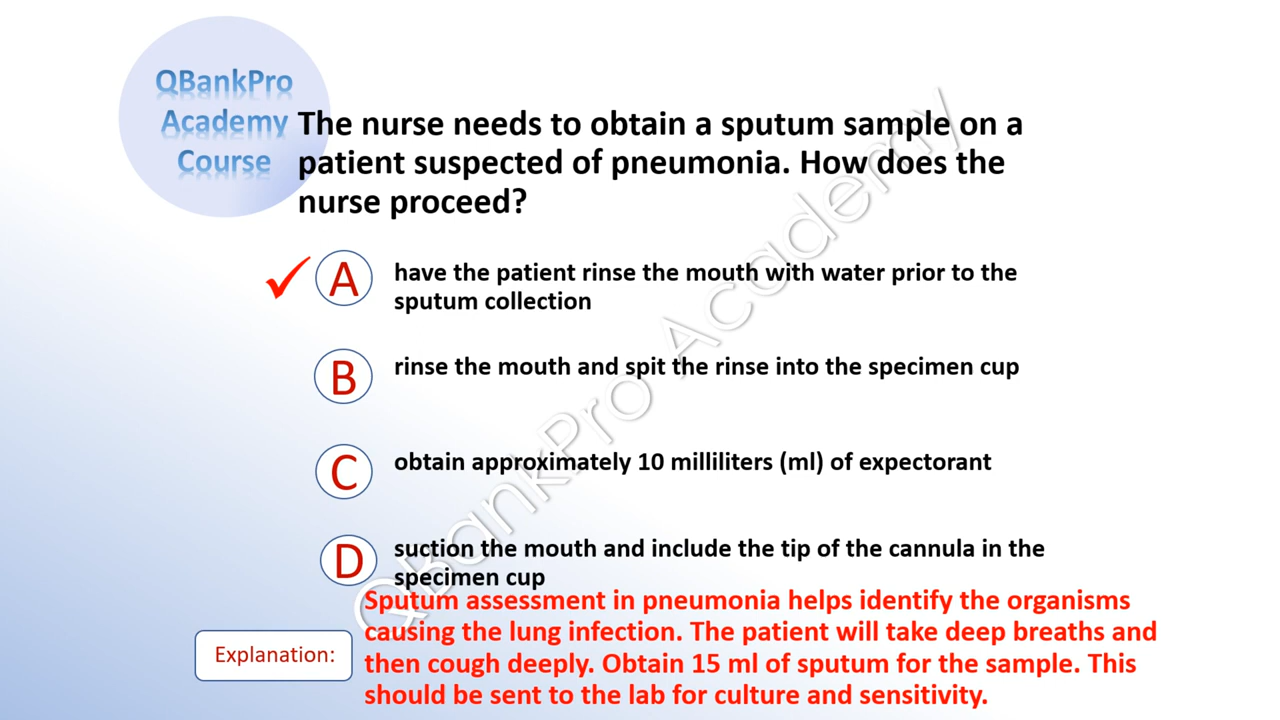 QBankPro
Academy
Course
The nurse needs to obtain a sputum sample on a
patient suspected of pneumonia. How does the
nurse proceed?
A
have the patient rinse the mouth with water prior to the
sputum collection
B
rinse the mouth and spit the rinse into the specimen cup
C
obtain approximately 10 milliliters (ml) of expectorant
D
suction the mouth and include the tip of the cannula in the
specimen cup
Explanation:
Sputum assessment in pneumonia helps identify the organisms
causing the lung infection. The patient will take deep breaths and
then cough deeply. Obtain 15 ml of sputum for the sample. This
should be sent to the lab for culture and sensitivity.
QBankPro Academy